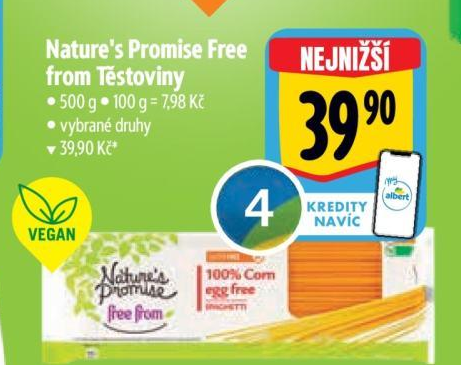 Nature's Promise Free
from Těstoviny
• 500 g • 100 g = 7,98 Kč
• vybrané druhy
▾ 39,90 Kč*
NEJNIŽŠÍ
39 90
4
KREDITY
NAVÍC
my
albert
VEGAN
Nature's
promise
free from
100% Corn
egg free
SPAGHETTI